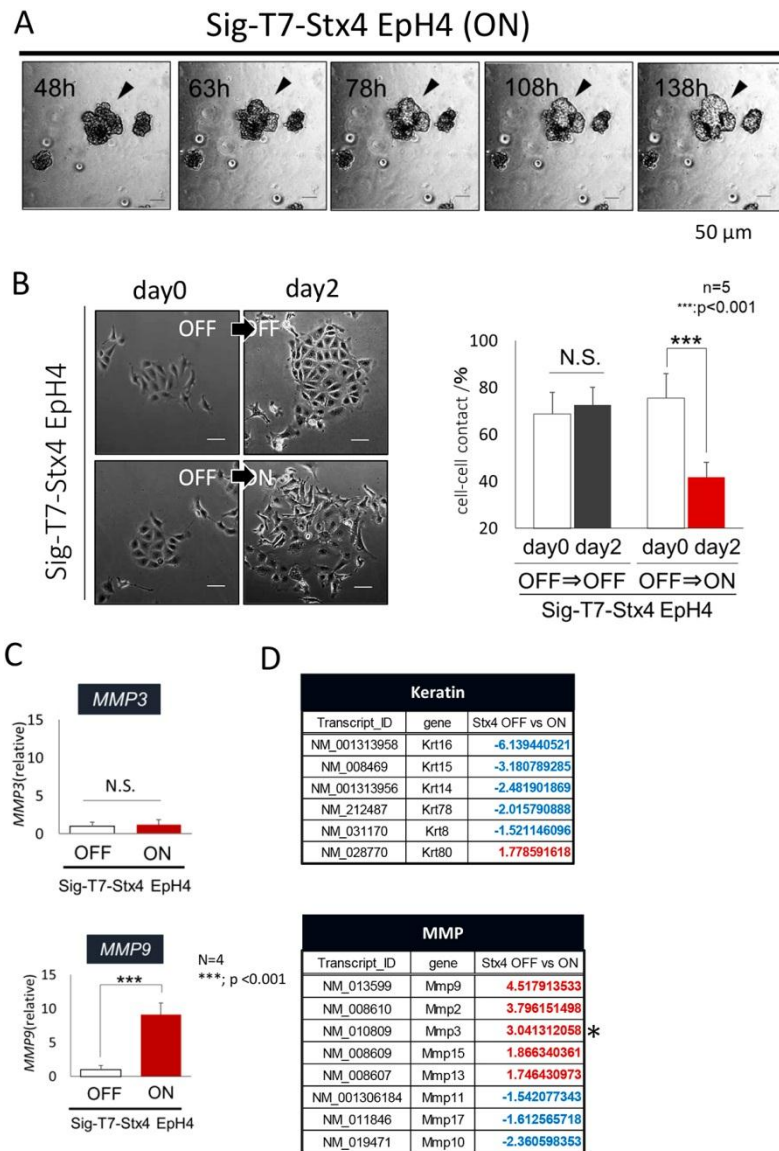 A
Sig-T7-Stx4 EpH4 (ON)
48h 63h 78h 108h 138h
50 μm
B
day0 day2
Sig-T7-Stx4 EpH4
OFF OFF
OFF ON
n=5
***:p<0.001
cell-cell contact /%
100
80
60
40
20
N.S.
***
day0 day2 day0 day2
OFF⇒OFF OFF⇒ON
Sig-T7-Stx4 EpH4
C
MMP3
MMP3(relative)
15
10
5
0
N.S.
OFF ON
Sig-T7-Stx4 EpH4
MMP9
N=4
***; p <0.001
MMP9(relative)
15
10
5
0
***
OFF ON
Sig-T7-Stx4 EpH4
D
Keratin
Transcript_ID gene Stx4 OFF vs ON
NM_001313958 Krt16 -6.139440521
NM_008469 Krt15 -3.180789285
NM_001313956 Krt14 -2.481901869
NM_212487 Krt78 -2.015790888
NM_031170 Krt8 -1.521146096
NM_028770 Krt80 1.778591618
MMP
Transcript_ID gene Stx4 OFF vs ON
NM_013599 Mmp9 4.517913533
NM_008610 Mmp2 3.796151498
NM_010809 Mmp3 3.041312058 *
NM_008609 Mmp15 1.866340361
NM_008607 Mmp13 1.746430973
NM_001306184 Mmp11 -1.542077343
NM_011846 Mmp17 -1.612565718
NM_019471 Mmp10 -2.360598353